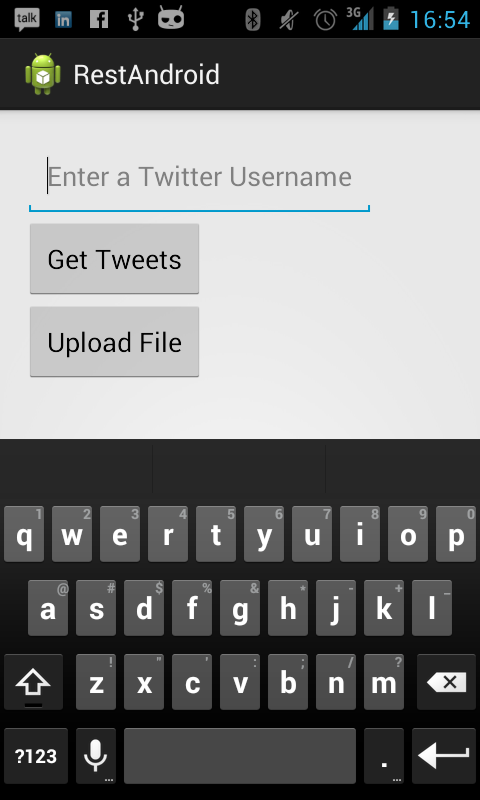 talk in f 3G 16:54
RestAndroid
Enter a Twitter Username
Get Tweets
Upload File
1 2 3 4 5 6 7 8 9 0
q w e r t y u i o p
@ # $ % & * - + _
a s d f g h j k l
! " ' : ; / ?
z x c v b n m
?123 . ...
...